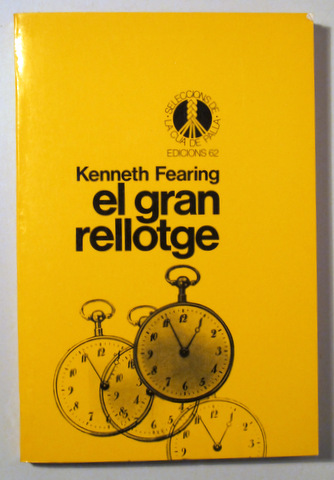 SELECCIONS DE
LA CUA DE PALLA
EDICIONS 62
Kenneth Fearing
el gran
rellotge